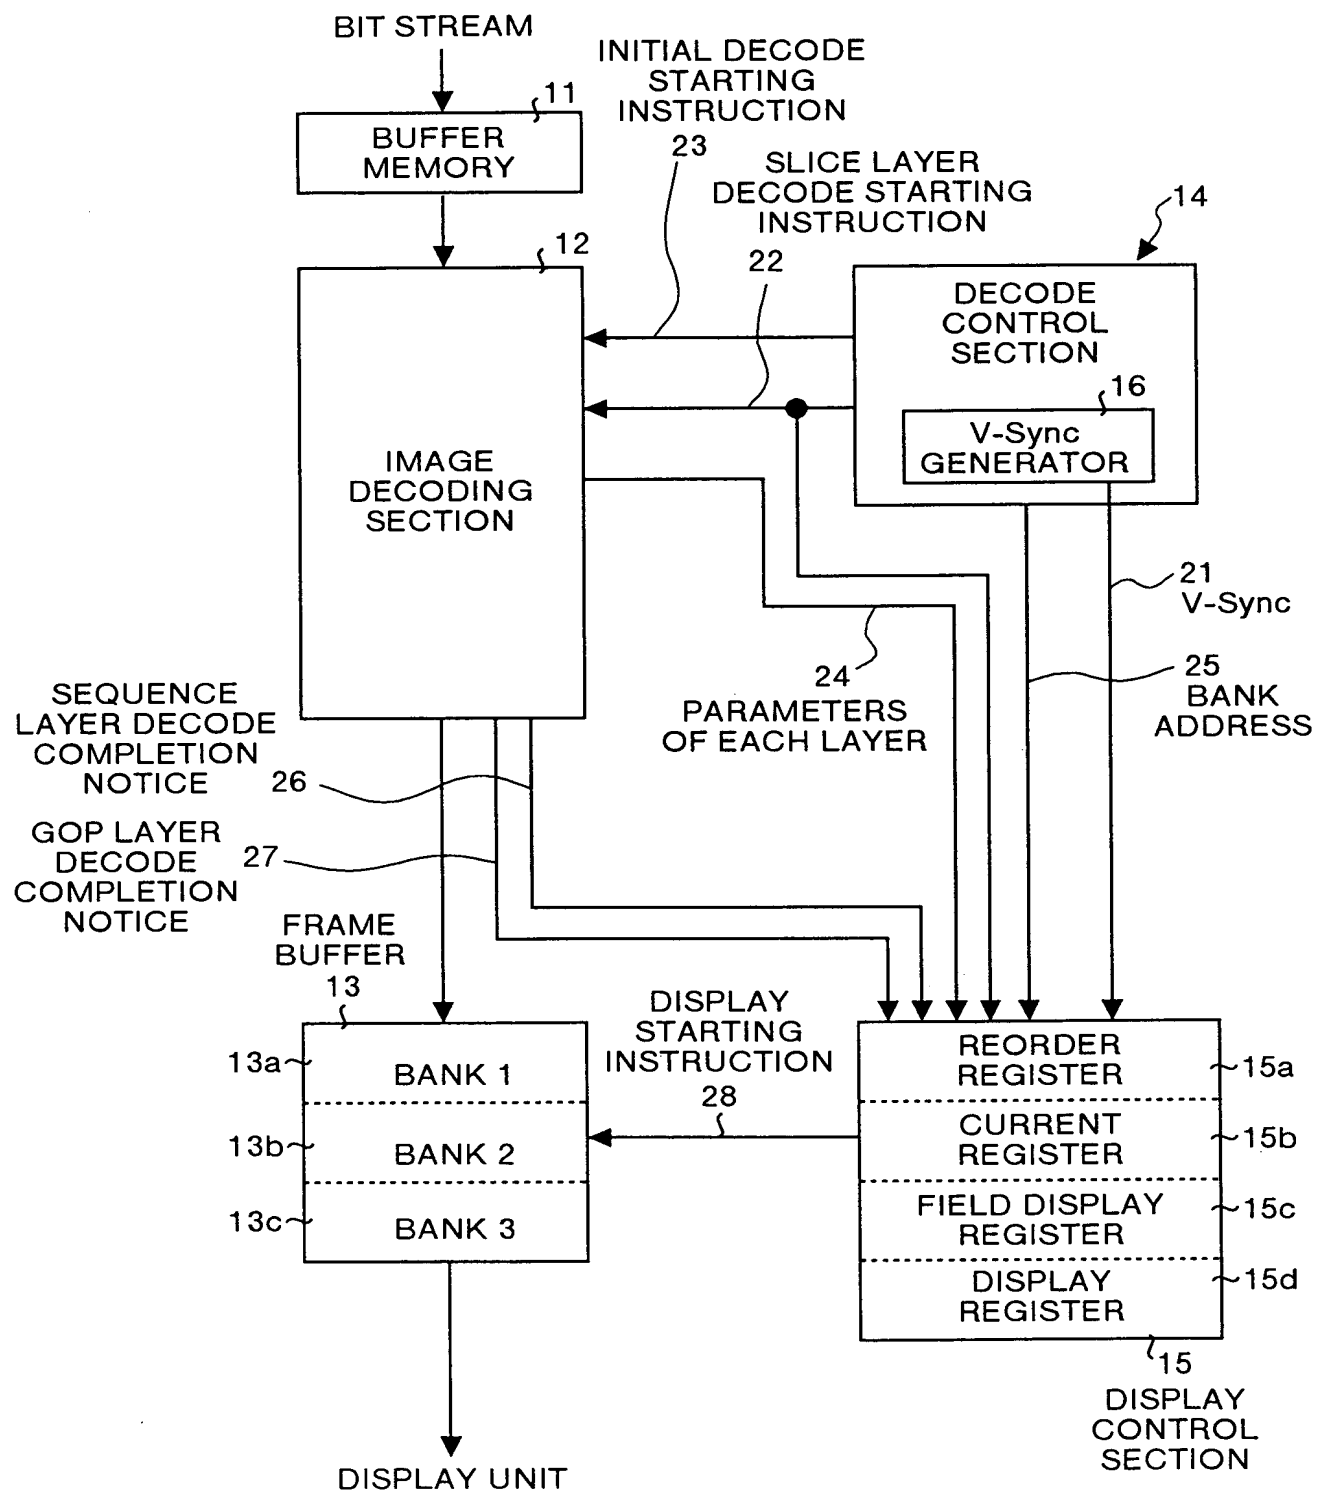 BIT STREAM
INITIAL DECODE
STARTING
INSTRUCTION
23
11
BUFFER
MEMORY
SLICE LAYER
DECODE STARTING
INSTRUCTION
22
14
12
DECODE
CONTROL
SECTION
16
V-Sync
GENERATOR
IMAGE
DECODING
SECTION
21
V-Sync
24
PARAMETERS
OF EACH LAYER
25
BANK
ADDRESS
SEQUENCE
LAYER DECODE
COMPLETION
NOTICE
26
GOP LAYER
DECODE
COMPLETION
NOTICE
27
FRAME
BUFFER
13
DISPLAY
STARTING
INSTRUCTION
28
13a
BANK 1
13b
BANK 2
13c
BANK 3
REORDER
REGISTER
15a
CURRENT
REGISTER
15b
FIELD DISPLAY
REGISTER
15c
DISPLAY
REGISTER
15d
15
DISPLAY
CONTROL
SECTION
DISPLAY UNIT